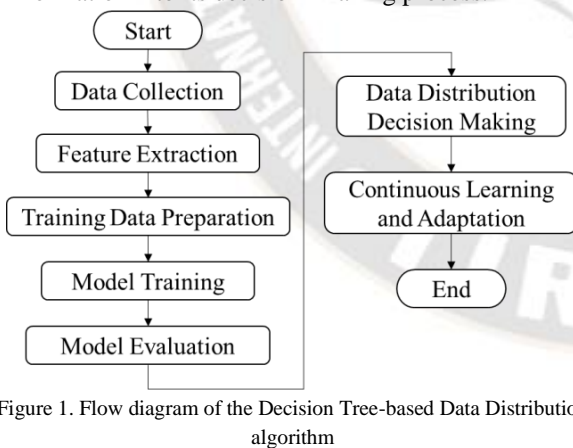 Start
Data Collection
Feature Extraction
Training Data Preparation
Model Training
Model Evaluation
Data Distribution
Decision Making
Continuous Learning
and Adaptation
End
Figure 1. Flow diagram of the Decision Tree-based Data Distributio
algorithm